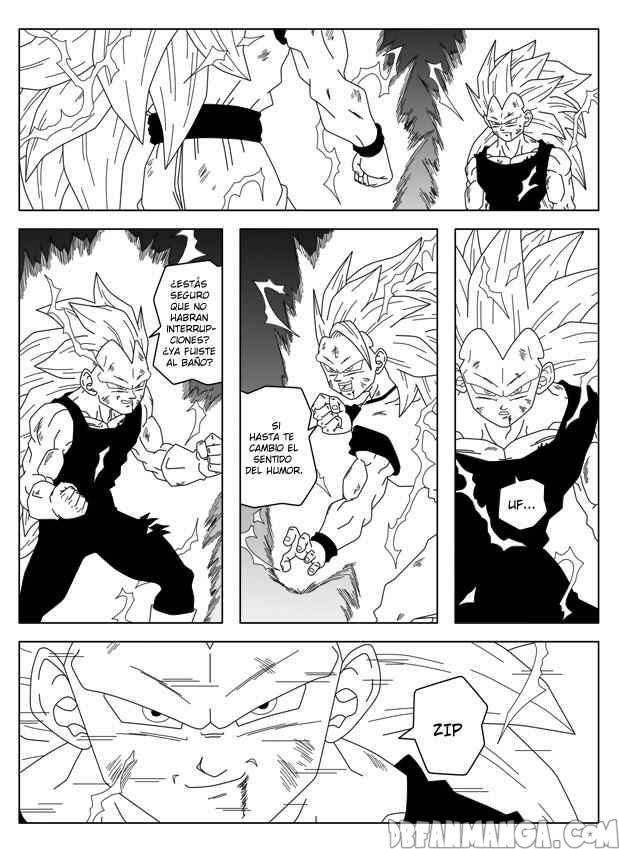 ¿ESTÁS
SEGURO
QUE NO
HABRAN
INTERRUP-
CIONES?
¿YA FUISTE
AL BAÑO?
SI
HASTA TE
CAMBIO EL
SENTIDO
DEL HUMOR.
UF...
ZIP
DBFANMANGA.COM